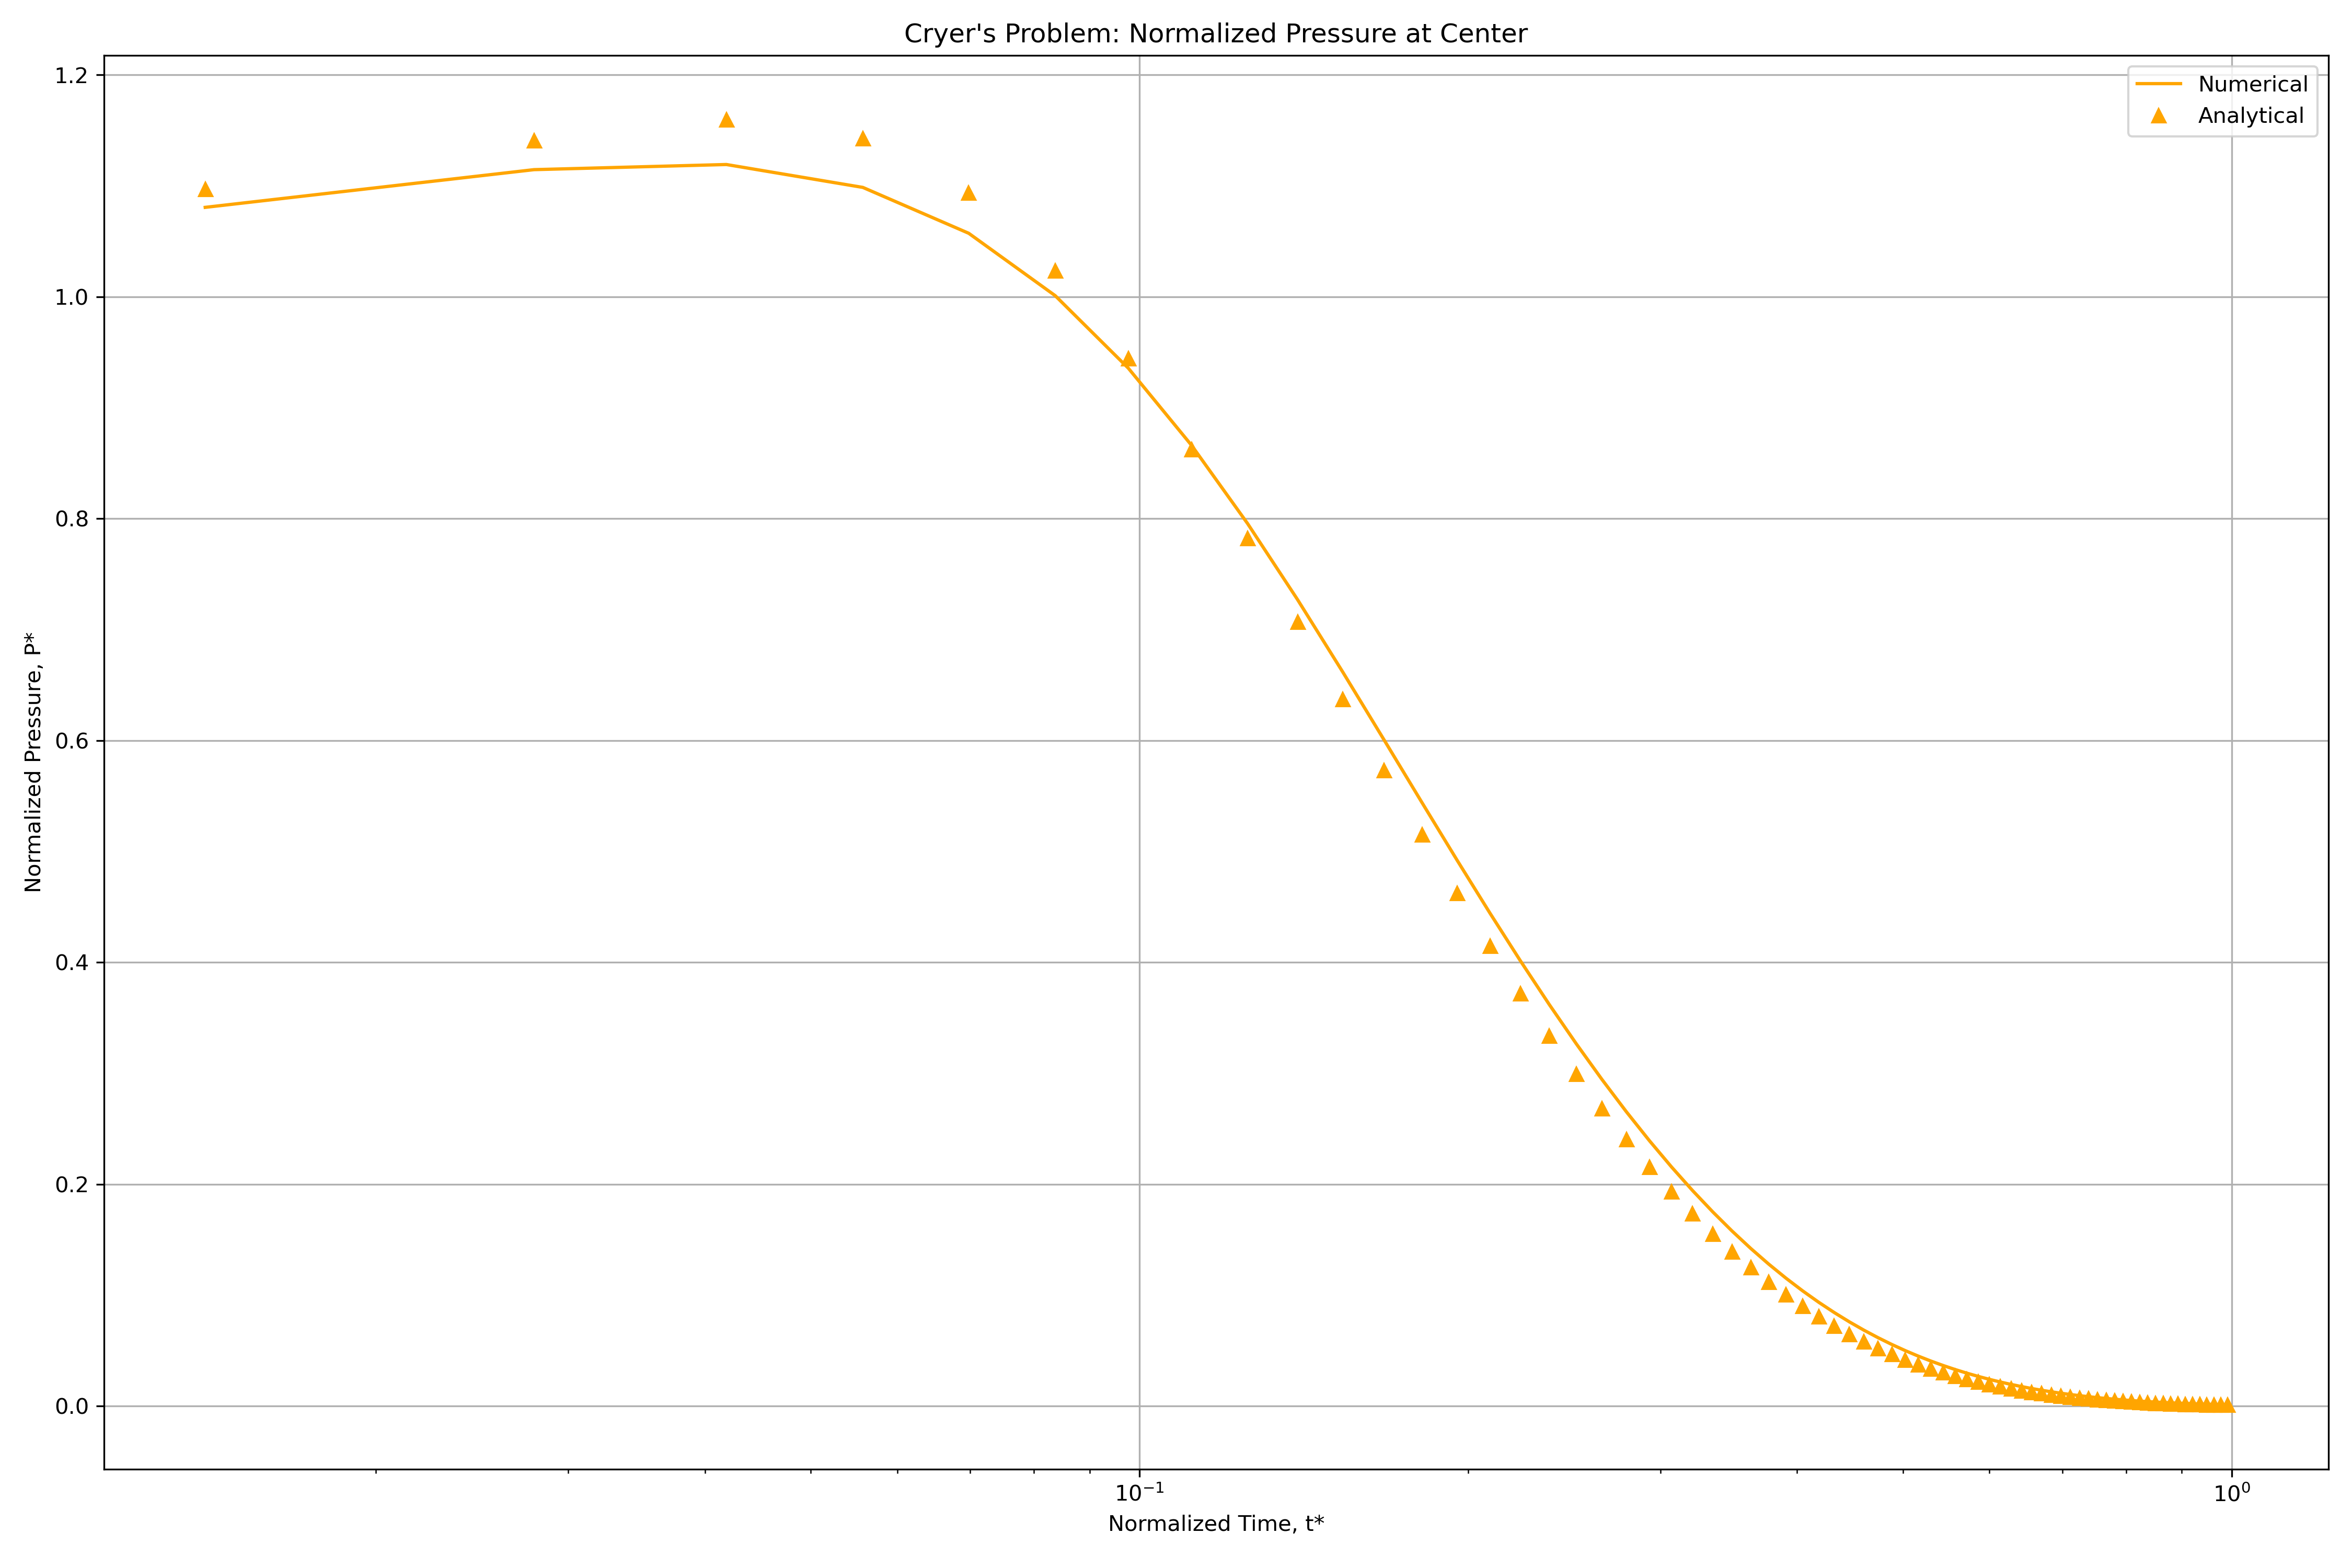 Cryer's Problem: Normalized Pressure at Center
Numerical
Analytical
Normalized Pressure, P*
1.2
1.0
0.8
0.6
0.4
0.2
0.0
10⁻¹
10⁰
Normalized Time, t*